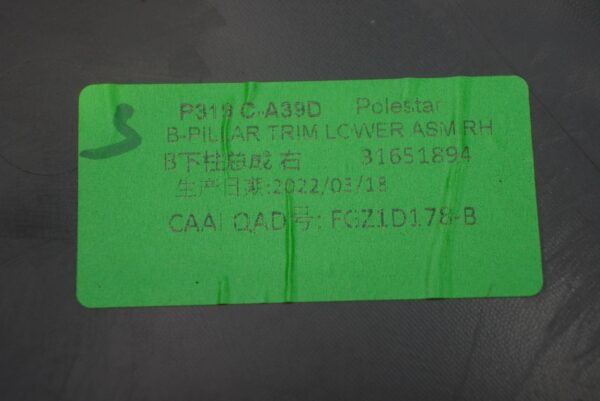 P319 C-A39D Polestar
B-PILLAR TRIM LOWER ASM RH
B下柱总成 右 31651894
生产日期:2022/03/18
CAAI QAD号: FGZ1D178-B